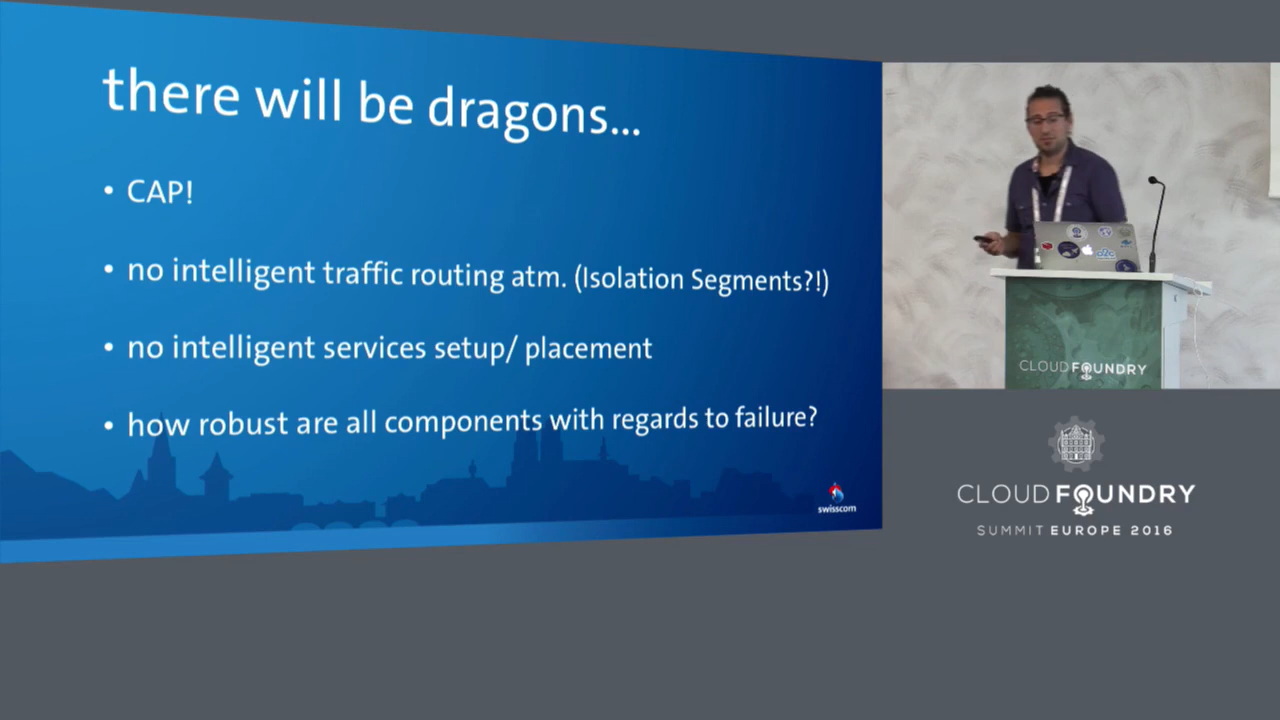 there will be dragons...
• CAP!
• no intelligent traffic routing atm. (Isolation Segments?!)
• no intelligent services setup/ placement
• how robust are all components with regards to failure?
swisscom
CLOUD FOUNDRY
CLOUD FOUNDRY
SUMMIT EUROPE 2016